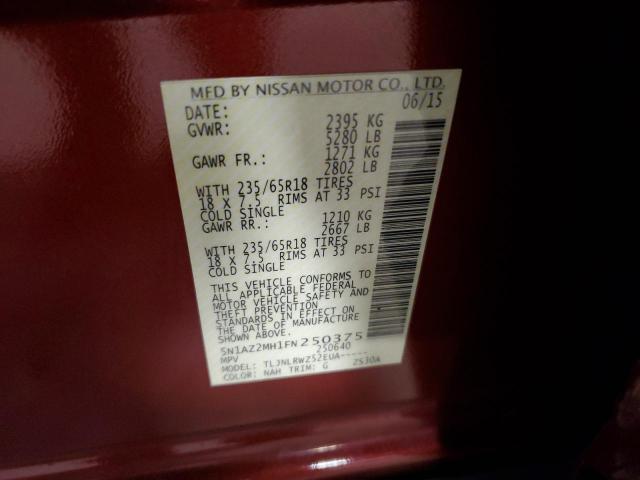 MFD BY NISSAN MOTOR CO., LTD.
DATE: 06/15
GVWR: 2395 KG
5280 LB
GAWR FR.: 1271 KG
2802 LB
WITH 235/65R18 TIRES
18 X 7.5 RIMS AT 33 PSI
COLD SINGLE
GAWR RR.: 1210 KG
2667 LB
WITH 235/65R18 TIRES
18 X 7.5 RIMS AT 33 PSI
COLD SINGLE
THIS VEHICLE CONFORMS TO
ALL APPLICABLE FEDERAL
MOTOR VEHICLE SAFETY AND
THEFT PREVENTION
STANDARDS IN EFFECT ON
THE DATE OF MANUFACTURE
SHOWN ABOVE.
5N1AZ2MH1FN250375
MPV 250640
MODEL: TLJNLRWZ52EUA-----
COLOR: NAH TRIM: G ZS30A